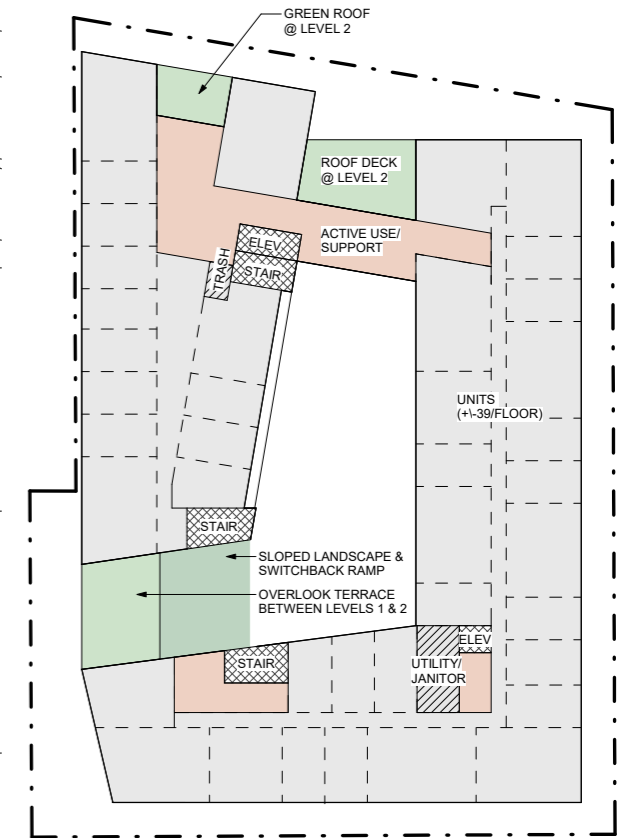 GREEN ROOF
@ LEVEL 2
ROOF DECK
@ LEVEL 2
ACTIVE USE/
SUPPORT
ELEV
STAIR
TRASH
UNITS
(+\-39/FLOOR)
STAIR
SLOPED LANDSCAPE &
SWITCHBACK RAMP
OVERLOOK TERRACE
BETWEEN LEVELS 1 & 2
STAIR
ELEV
UTILITY/
JANITOR